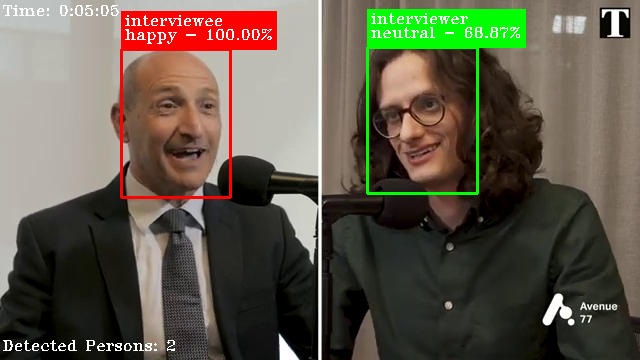 Time: 0:05:05
interviewee
happy - 100.00%
interviewer
neutral - 68.87%
T
Avenue
77
Detected Persons: 2